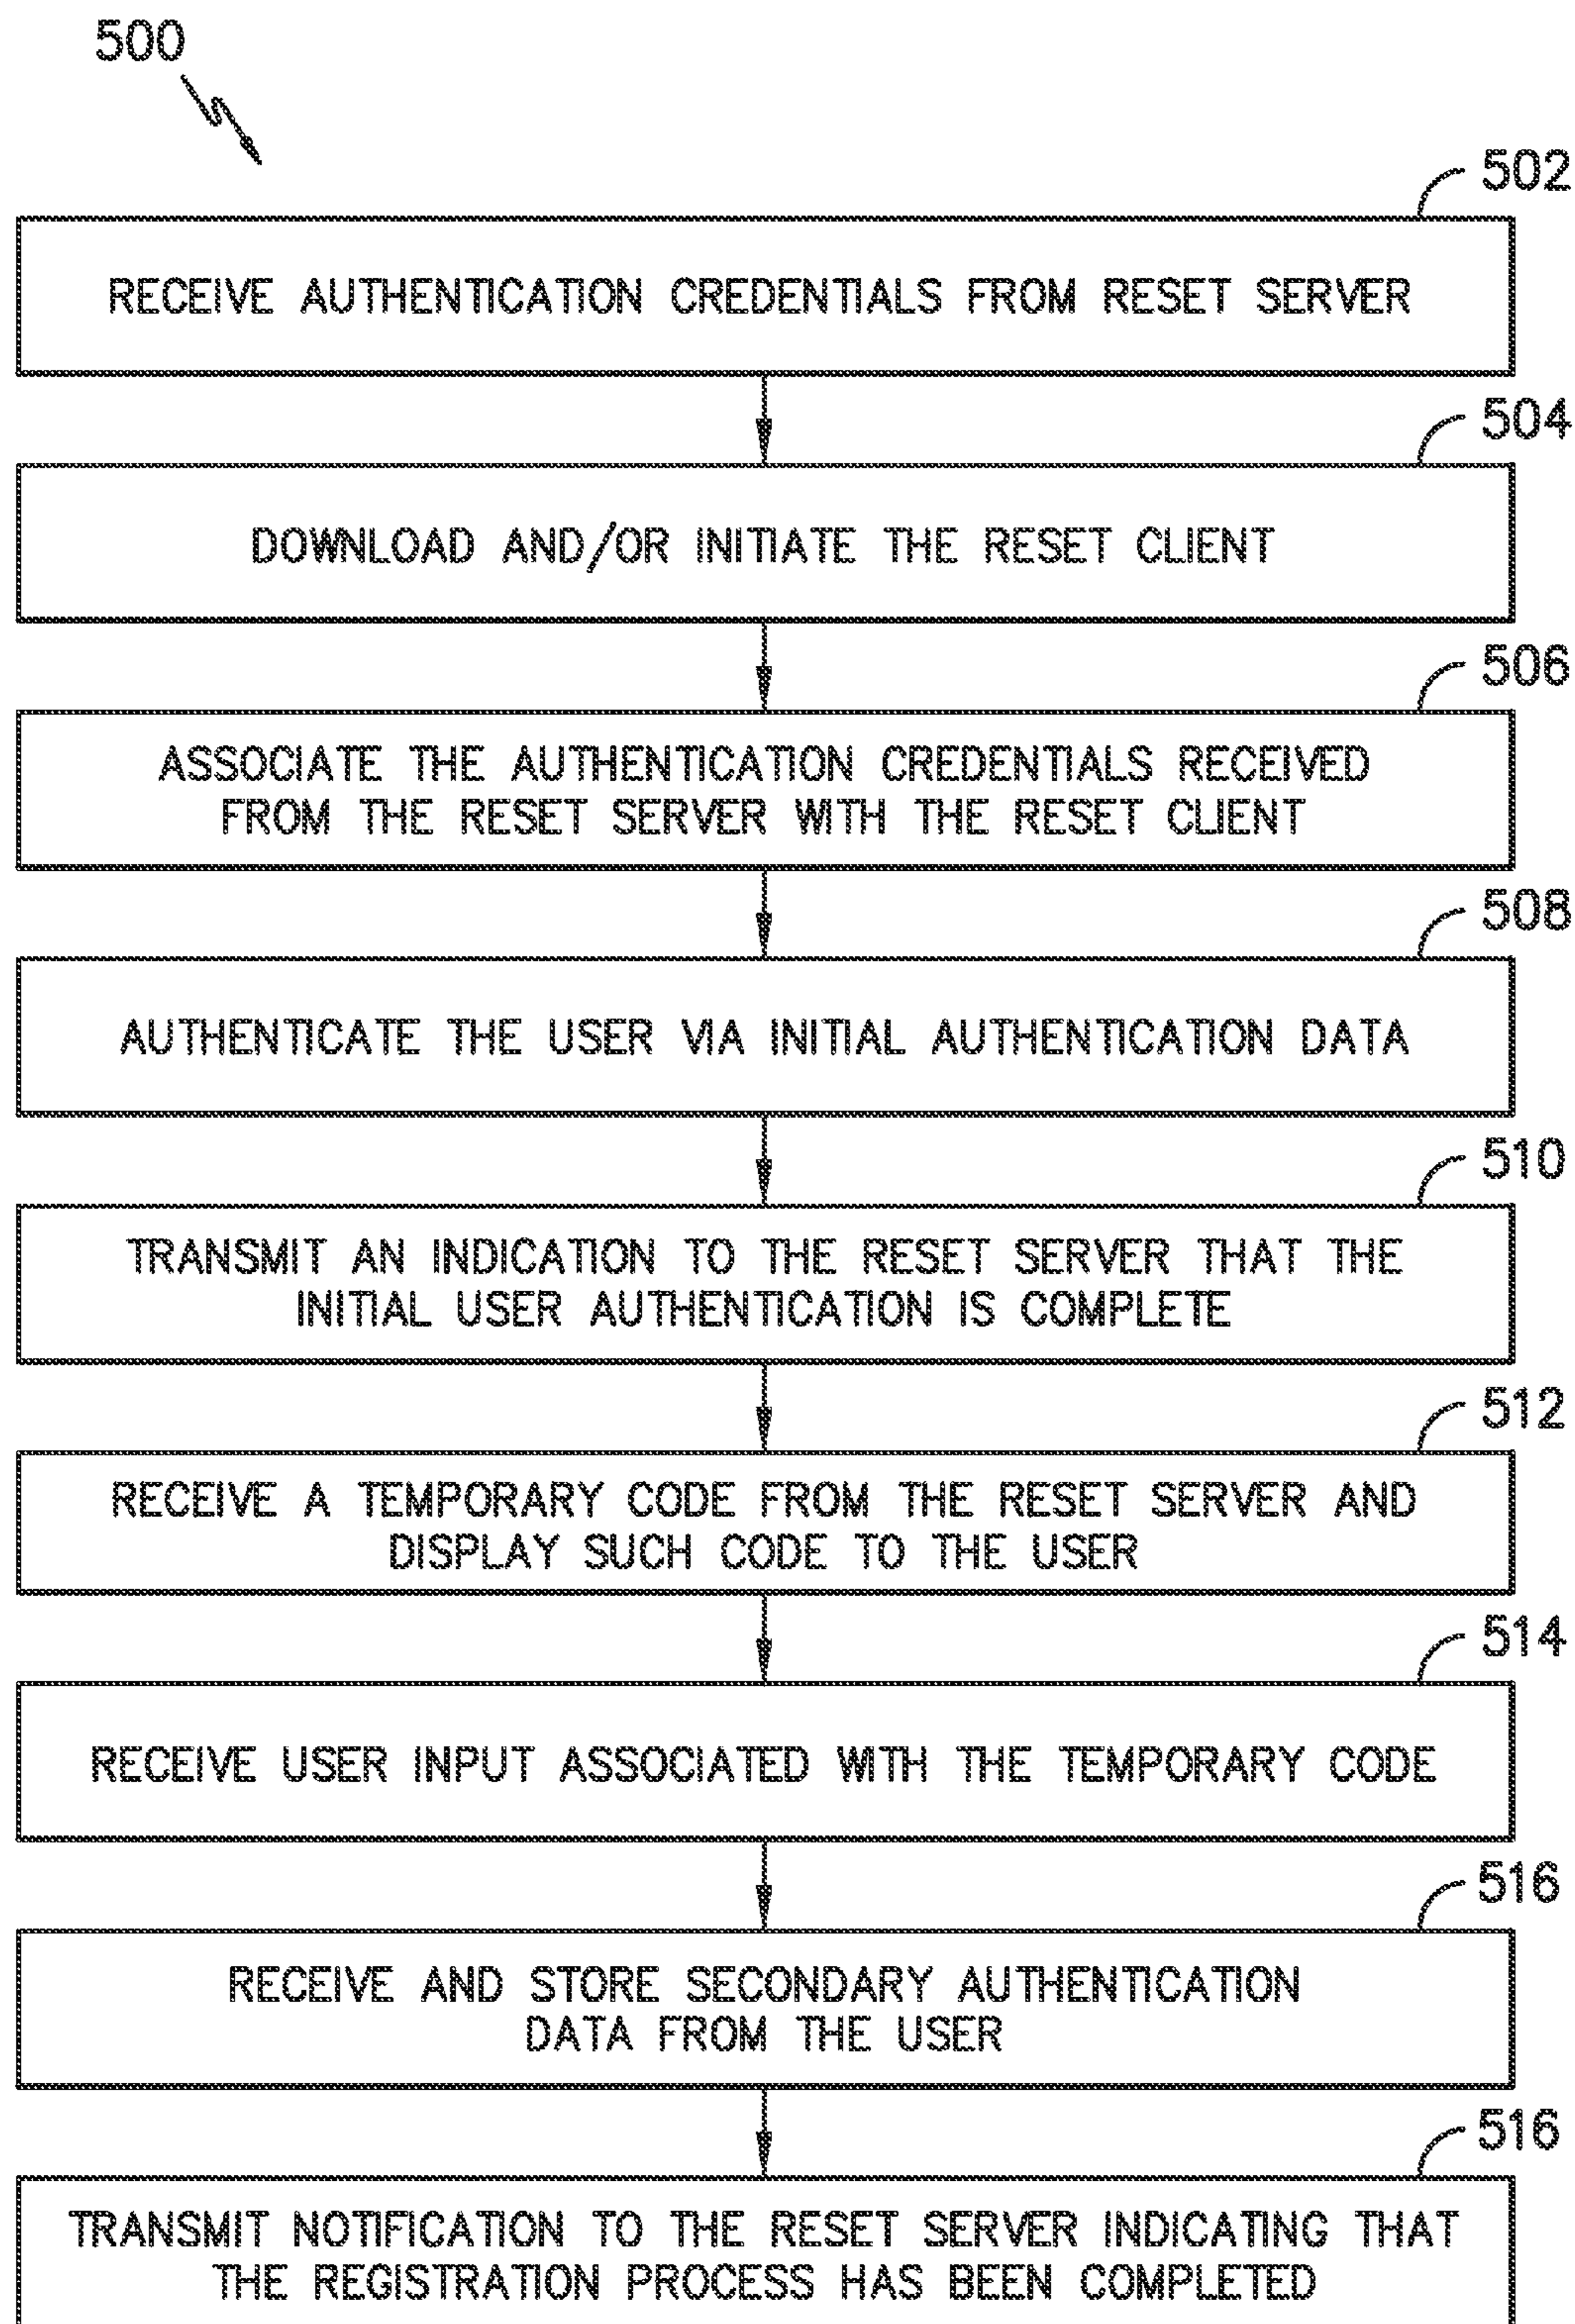 500
502
RECEIVE AUTHENTICATION CREDENTIALS FROM RESET SERVER
504
DOWNLOAD AND/OR INITIATE THE RESET CLIENT
506
ASSOCIATE THE AUTHENTICATION CREDENTIALS RECEIVED
FROM THE RESET SERVER WITH THE RESET CLIENT
508
AUTHENTICATE THE USER VIA INITIAL AUTHENTICATION DATA
510
TRANSMIT AN INDICATION TO THE RESET SERVER THAT THE
INITIAL USER AUTHENTICATION IS COMPLETE
512
RECEIVE A TEMPORARY CODE FROM THE RESET SERVER AND
DISPLAY SUCH CODE TO THE USER
514
RECEIVE USER INPUT ASSOCIATED WITH THE TEMPORARY CODE
516
RECEIVE AND STORE SECONDARY AUTHENTICATION
DATA FROM THE USER
516
TRANSMIT NOTIFICATION TO THE RESET SERVER INDICATING THAT
THE REGISTRATION PROCESS HAS BEEN COMPLETED